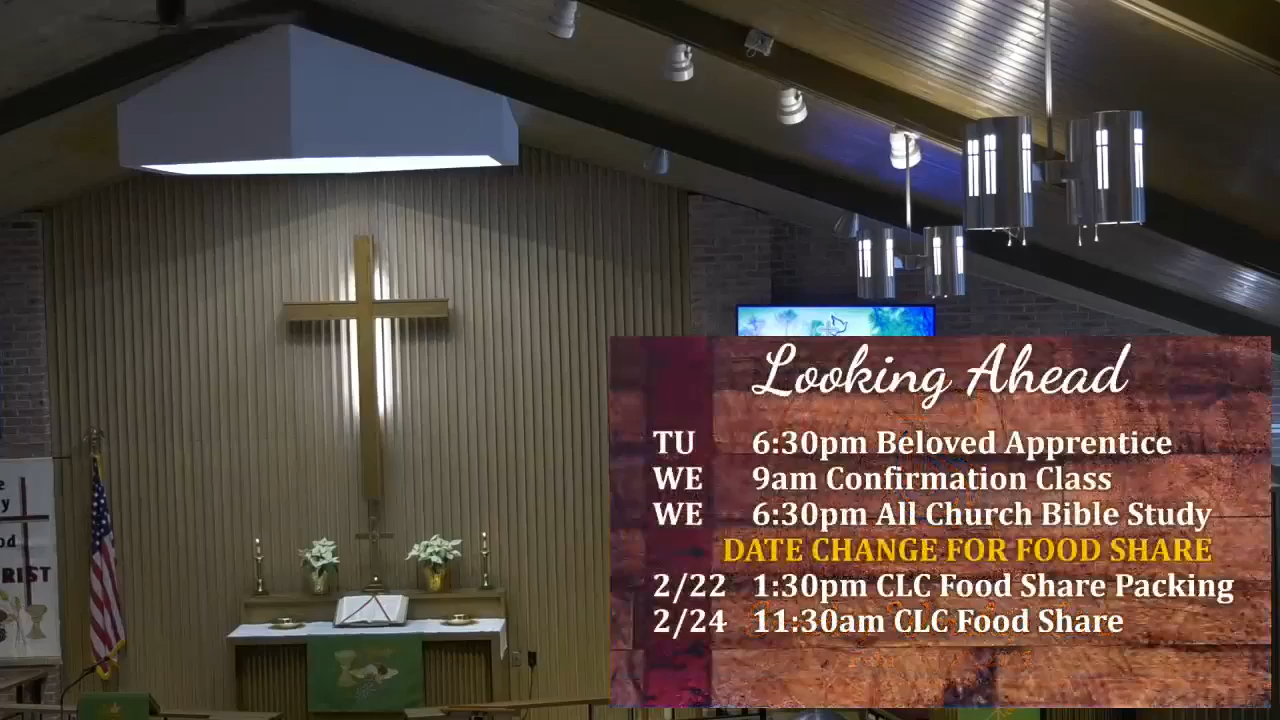 Looking Ahead
TU 6:30pm Beloved Apprentice
WE 9am Confirmation Class
WE 6:30pm All Church Bible Study
DATE CHANGE FOR FOOD SHARE
2/22 1:30pm CLC Food Share Packing
2/24 11:30am CLC Food Share